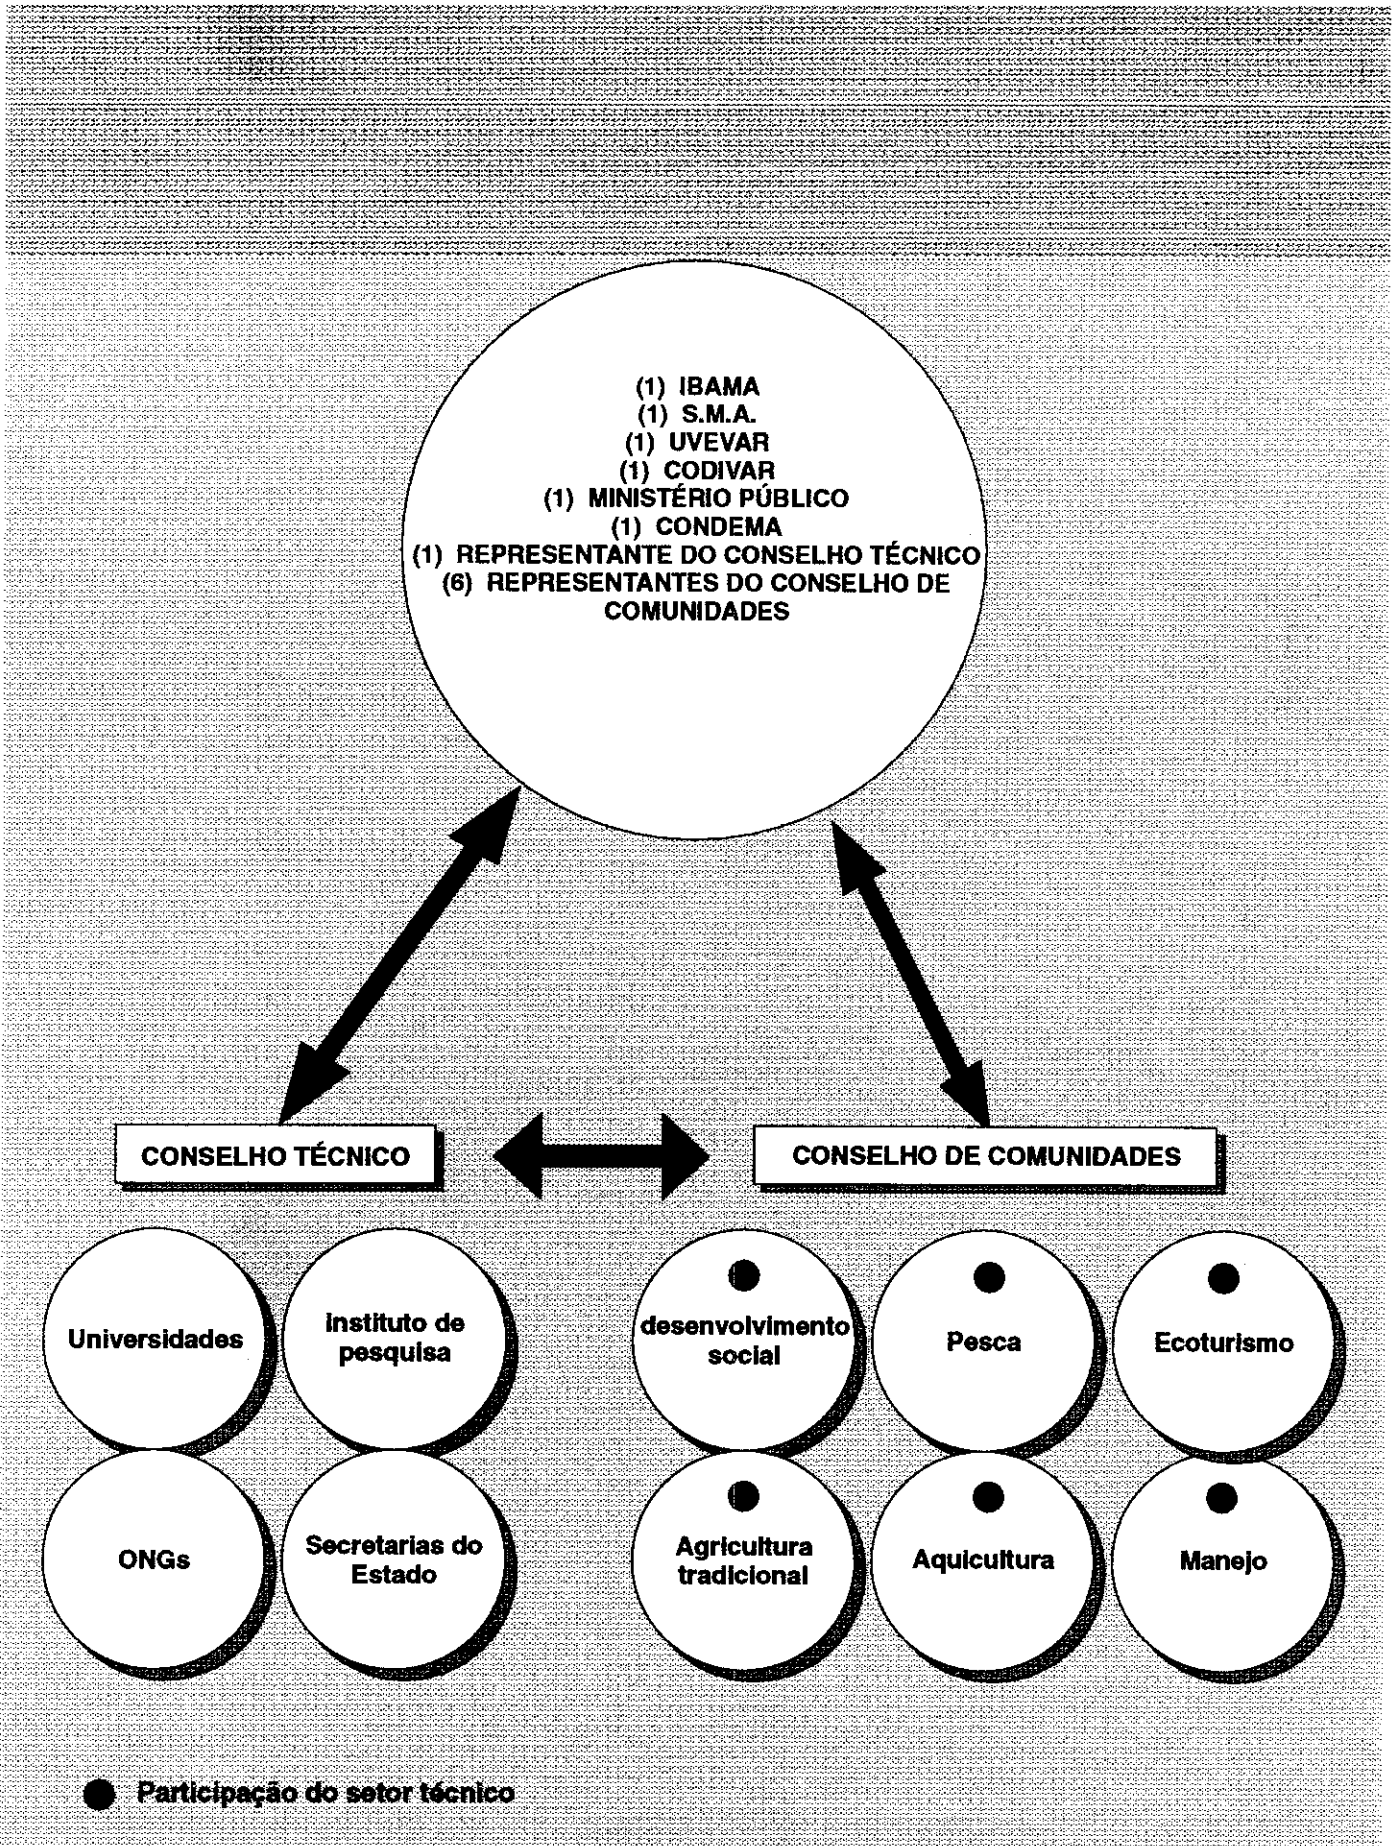 (1) IBAMA
(1) S.M.A.
(1) UVEVAR
(1) CODIVAR
(1) MINISTÉRIO PÚBLICO
(1) CONDEMA
(1) REPRESENTANTE DO CONSELHO TÉCNICO
(6) REPRESENTANTES DO CONSELHO DE
COMUNIDADES
CONSELHO TÉCNICO
CONSELHO DE COMUNIDADES
Universidades
Instituto de
pesquisa
desenvolvimento
social
Pesca
Ecoturismo
ONGs
Secretarias do
Estado
Agricultura
tradicional
Aquicultura
Manejo
Participação do setor técnico